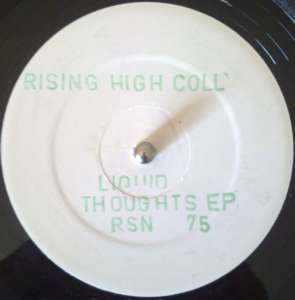 RISING HIGH COLL'
LIQUID
THOUGHTS EP
RSN 75